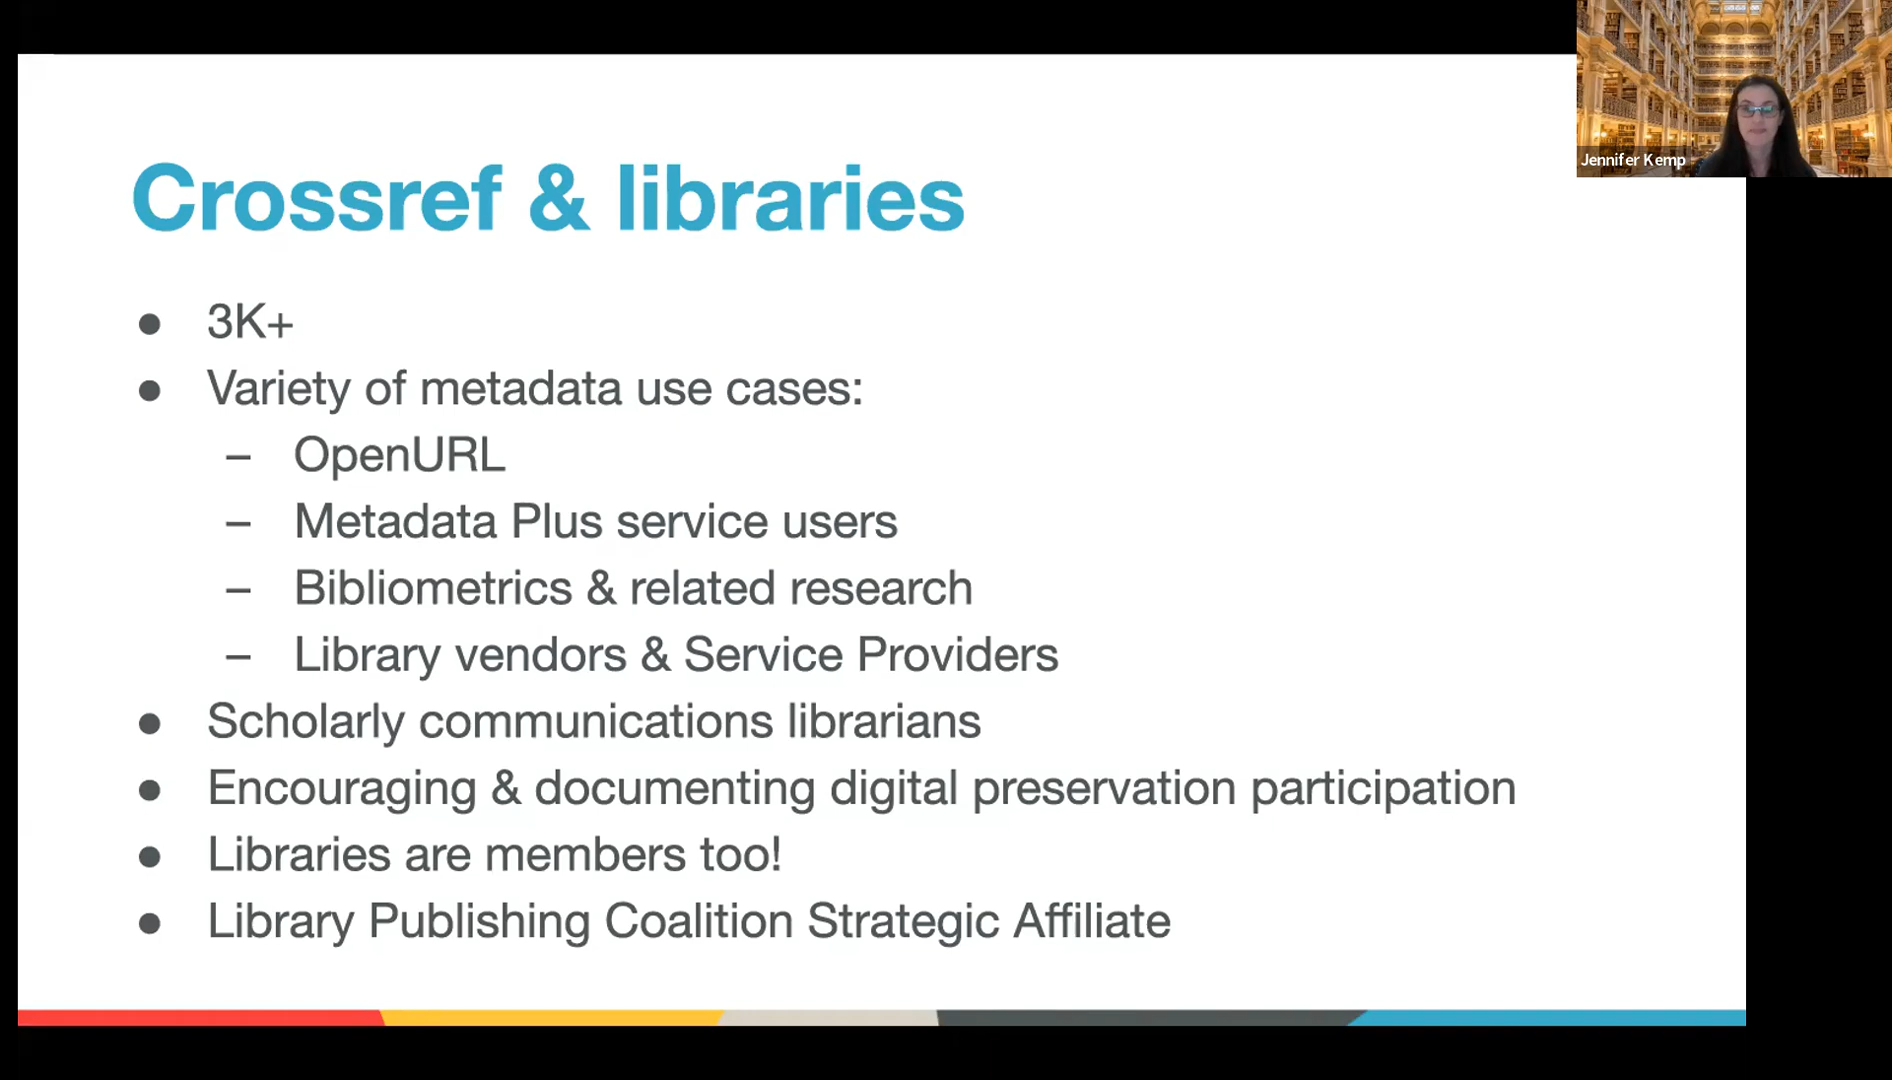 Jennifer Kemp
Crossref & libraries
● 3K+
● Variety of metadata use cases:
– OpenURL
– Metadata Plus service users
– Bibliometrics & related research
– Library vendors & Service Providers
● Scholarly communications librarians
● Encouraging & documenting digital preservation participation
● Libraries are members too!
● Library Publishing Coalition Strategic Affiliate